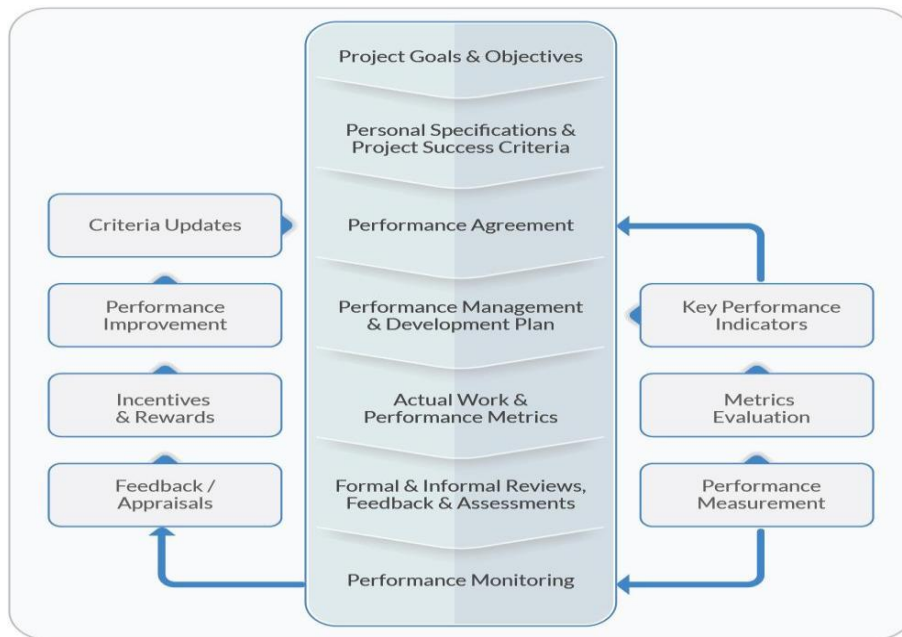 Project Goals & Objectives
Personal Specifications &
Project Success Criteria
Criteria Updates
Performance Agreement
Performance
Improvement
Performance Management
& Development Plan
Key Performance
Indicators
Incentives
& Rewards
Actual Work &
Performance Metrics
Metrics
Evaluation
Feedback /
Appraisals
Formal & Informal Reviews,
Feedback & Assessments
Performance
Measurement
Performance Monitoring